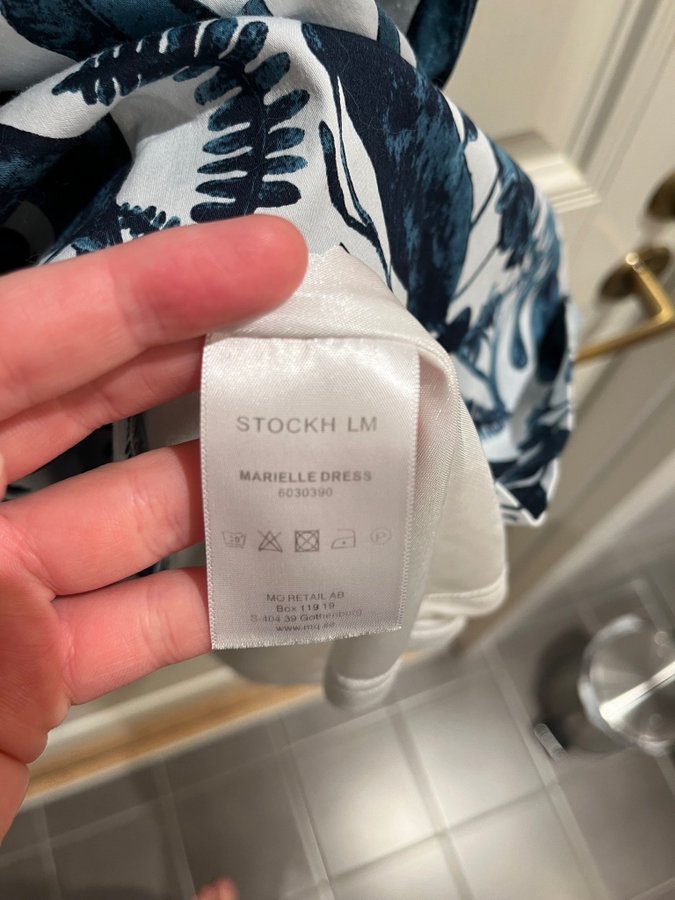 STOCKH LM
MARIELLE DRESS
6030390
P
MQ RETAIL AB
Box 119 19
S-404 39 Gothenburg
www.mq.se